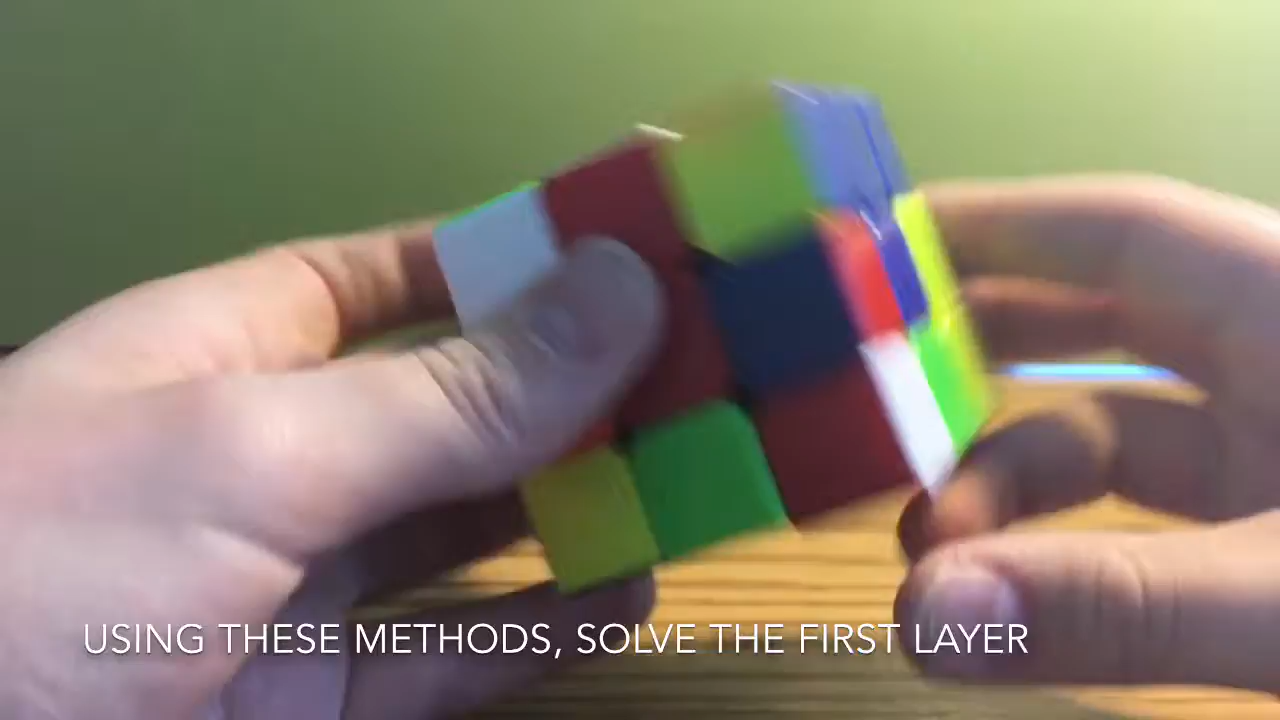 USING THESE METHODS, SOLVE THE FIRST LAYER